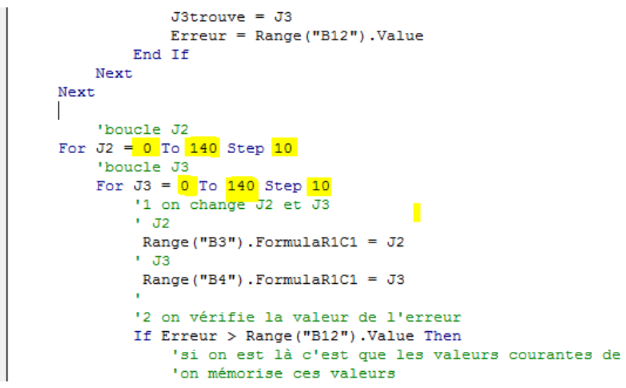 J3trouve = J3
Erreur = Range("B12").Value
End If
Next
Next
'boucle J2
For J2 = 0 To 140 Step 10
'boucle J3
For J3 = 0 To 140 Step 10
'1 on change J2 et J3
' J2
Range("B3").FormulaR1C1 = J2
' J3
Range("B4").FormulaR1C1 = J3
'
'2 on vérifie la valeur de l'erreur
If Erreur > Range("B12").Value Then
'si on est là c'est que les valeurs courantes de
'on mémorise ces valeurs